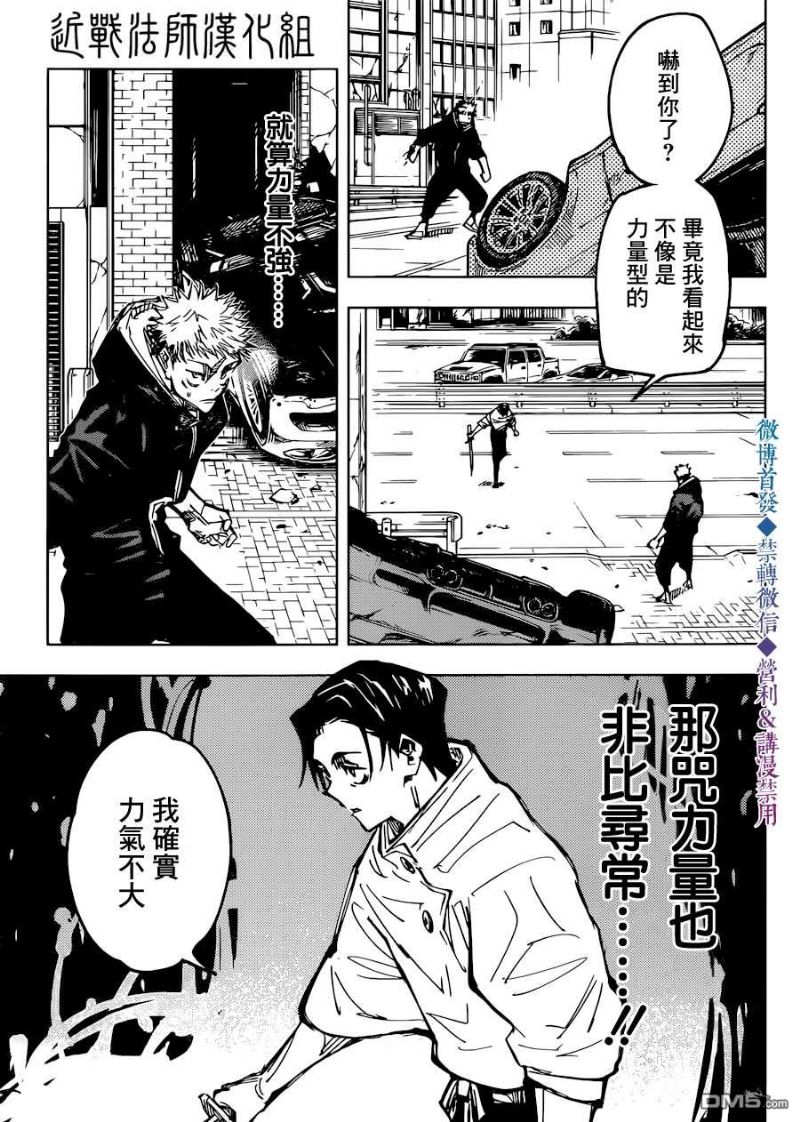 近戰法師漢化組
嚇到你了？
畢竟我看起來
不像是
力量型的
就算力量不強……
那咒力量也
非比尋常……!!
我確實
力氣不大
微博首發◆禁轉微信◆營利&講漫禁用
DM5.com